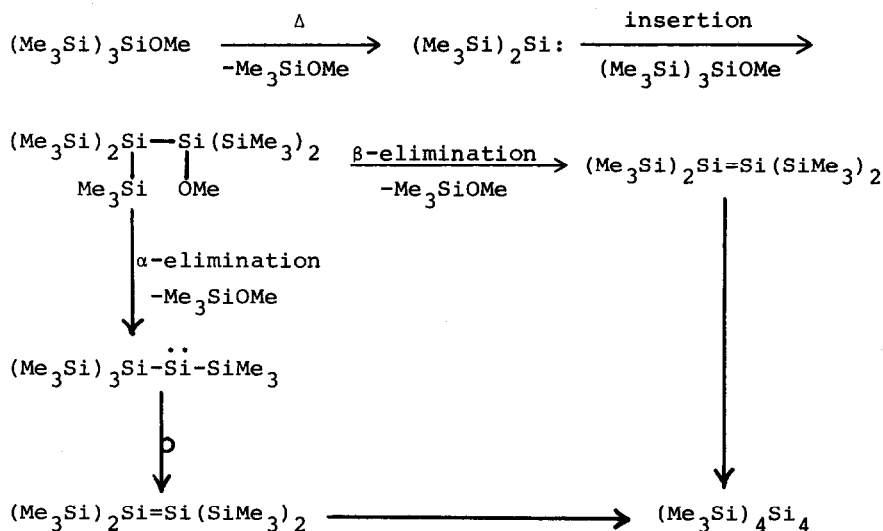 (Me₃Si)₃SiOMe Δ −Me₃SiOMe (Me₃Si)₂Si: insertion (Me₃Si)₃SiOMe
(Me₃Si)₂Si—Si(SiMe₃)₂ β-elimination −Me₃SiOMe (Me₃Si)₂Si=Si(SiMe₃)₂
Me₃Si OMe
α-elimination
−Me₃SiOMe
(Me₃Si)₃Si-S̈i-SiMe₃
(Me₃Si)₂Si=Si(SiMe₃)₂ (Me₃Si)₄Si₄